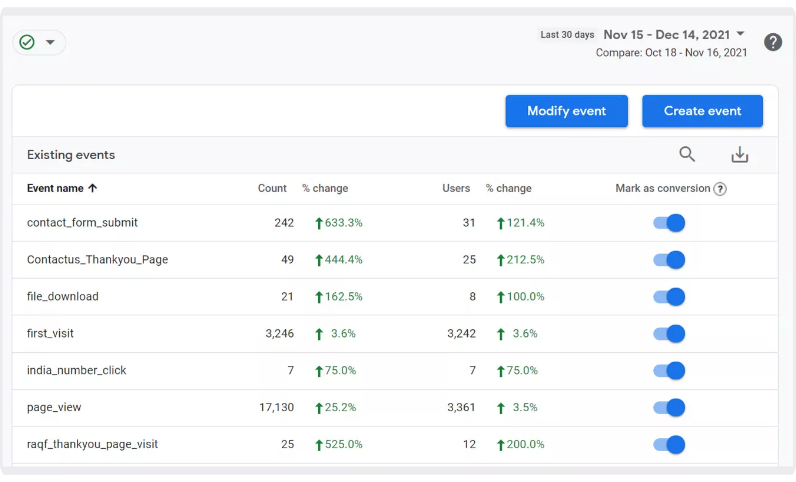 Last 30 days Nov 15 - Dec 14, 2021
Compare: Oct 18 - Nov 16, 2021
?
Modify event Create event
Existing events
Event name Count % change Users % change Mark as conversion ?
contact_form_submit 242 633.3% 31 121.4%
Contactus_Thankyou_Page 49 444.4% 25 212.5%
file_download 21 162.5% 8 100.0%
first_visit 3,246 3.6% 3,242 3.6%
india_number_click 7 75.0% 7 75.0%
page_view 17,130 25.2% 3,361 3.5%
raqf_thankyou_page_visit 25 525.0% 12 200.0%